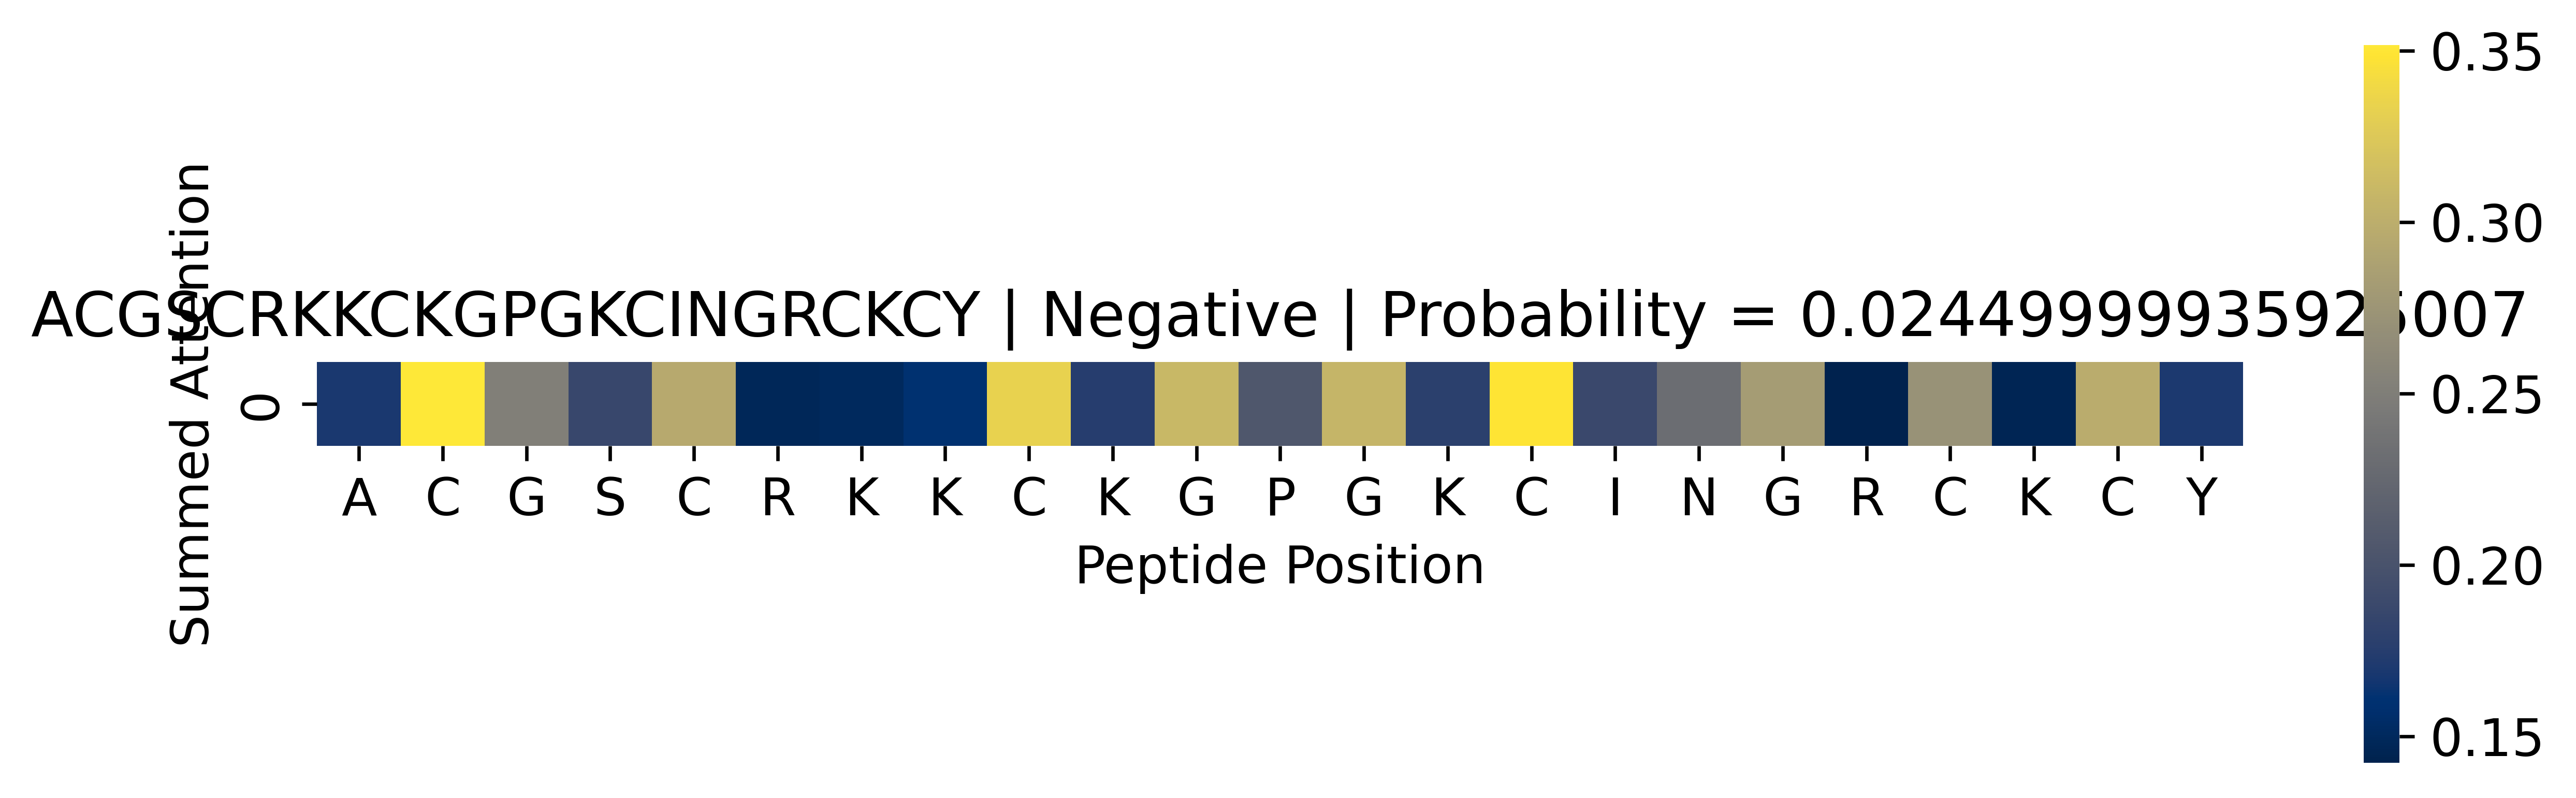 ACGSCRKKCKGPGKCINGRCKCY | Negative | Probability = 0.024499999935925007
Summed Attention
0
A C G S C R K K C K G P G K C I N G R C K C Y
Peptide Position
0.35
0.30
0.25
0.20
0.15